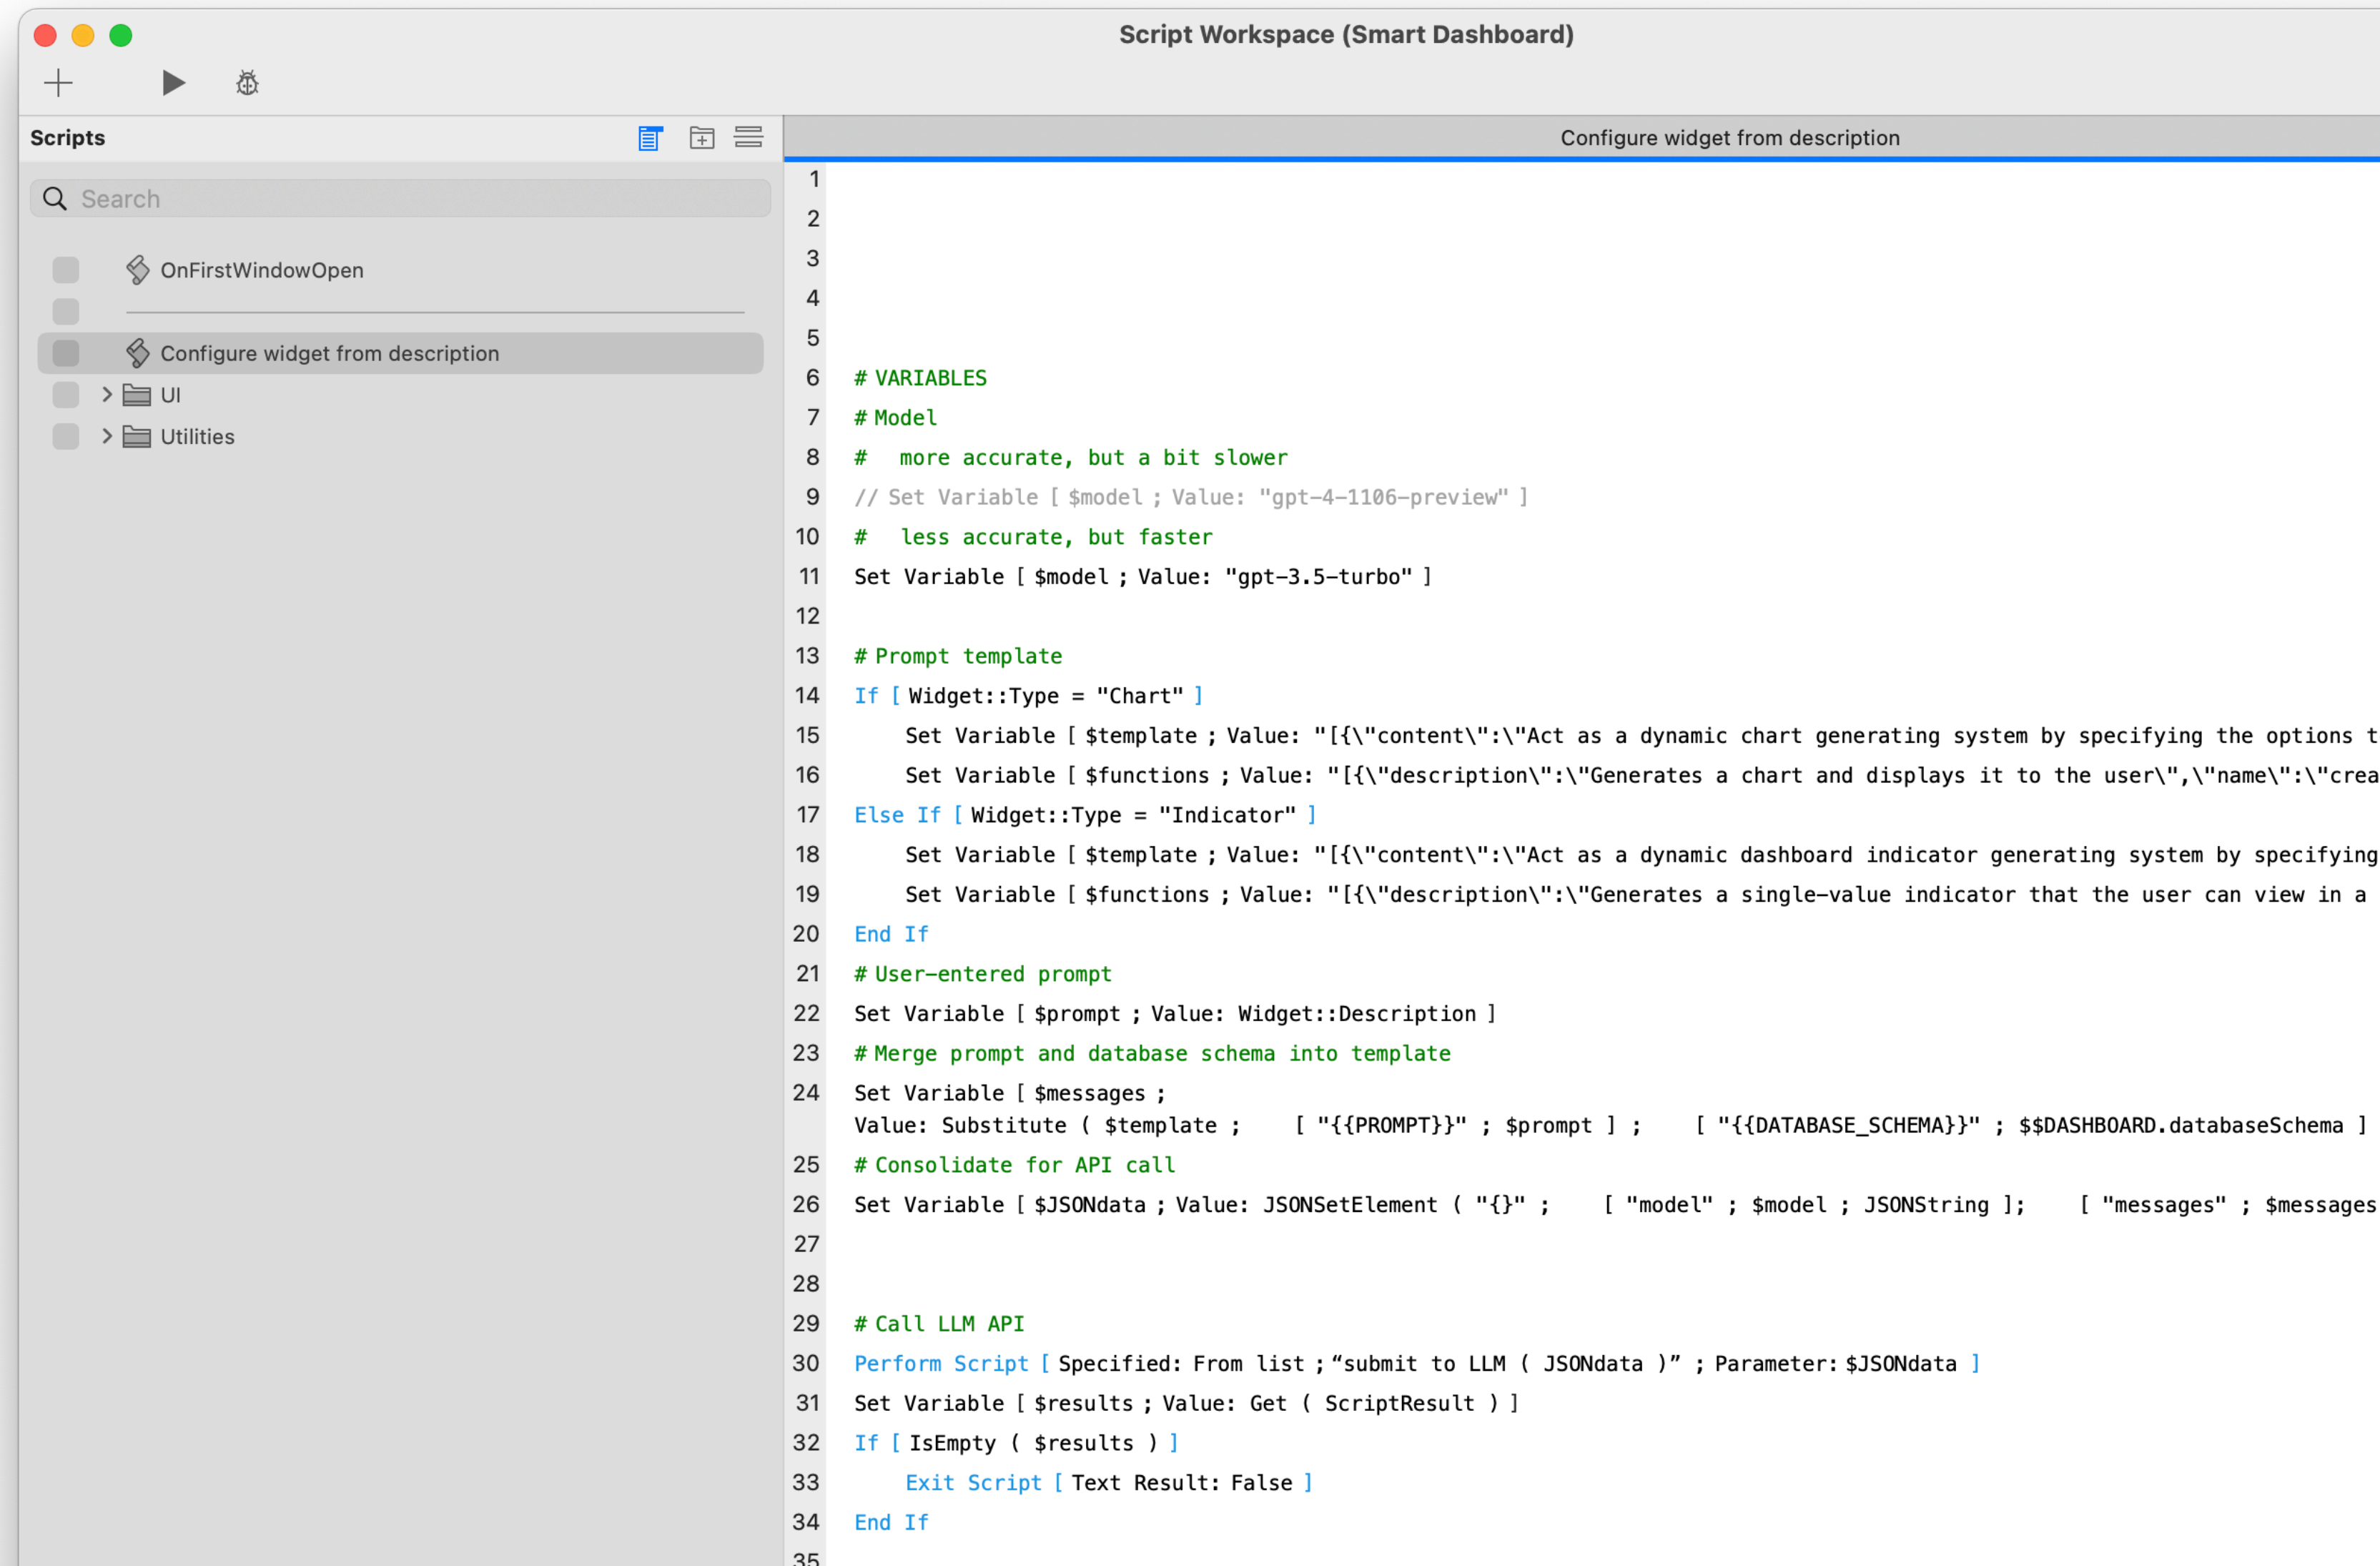 Script Workspace (Smart Dashboard)
Scripts
Search
OnFirstWindowOpen
Configure widget from description
UI
Utilities
Configure widget from description
1
2
3
4
5
6 # VARIABLES
7 # Model
8 #   more accurate, but a bit slower
9 // Set Variable [ $model ; Value: "gpt-4-1106-preview" ]
10 #   less accurate, but faster
11 Set Variable [ $model ; Value: "gpt-3.5-turbo" ]
12
13 # Prompt template
14 If [ Widget::Type = "Chart" ]
15 Set Variable [ $template ; Value: "[{\"content\":\"Act as a dynamic chart generating system by specifying the options t
16 Set Variable [ $functions ; Value: "[{\"description\":\"Generates a chart and displays it to the user\",\"name\":\"crea
17 Else If [ Widget::Type = "Indicator" ]
18 Set Variable [ $template ; Value: "[{\"content\":\"Act as a dynamic dashboard indicator generating system by specifying
19 Set Variable [ $functions ; Value: "[{\"description\":\"Generates a single-value indicator that the user can view in a
20 End If
21 # User-entered prompt
22 Set Variable [ $prompt ; Value: Widget::Description ]
23 # Merge prompt and database schema into template
24 Set Variable [ $messages ;
Value: Substitute ( $template ;    [ "{{PROMPT}}" ; $prompt ] ;    [ "{{DATABASE_SCHEMA}}" ; $$DASHBOARD.databaseSchema ]
25 # Consolidate for API call
26 Set Variable [ $JSONdata ; Value: JSONSetElement ( "{}" ;    [ "model" ; $model ; JSONString ];    [ "messages" ; $messages
27
28
29 # Call LLM API
30 Perform Script [ Specified: From list ; “submit to LLM ( JSONdata )” ; Parameter: $JSONdata ]
31 Set Variable [ $results ; Value: Get ( ScriptResult ) ]
32 If [ IsEmpty ( $results ) ]
33 Exit Script [ Text Result: False ]
34 End If
35